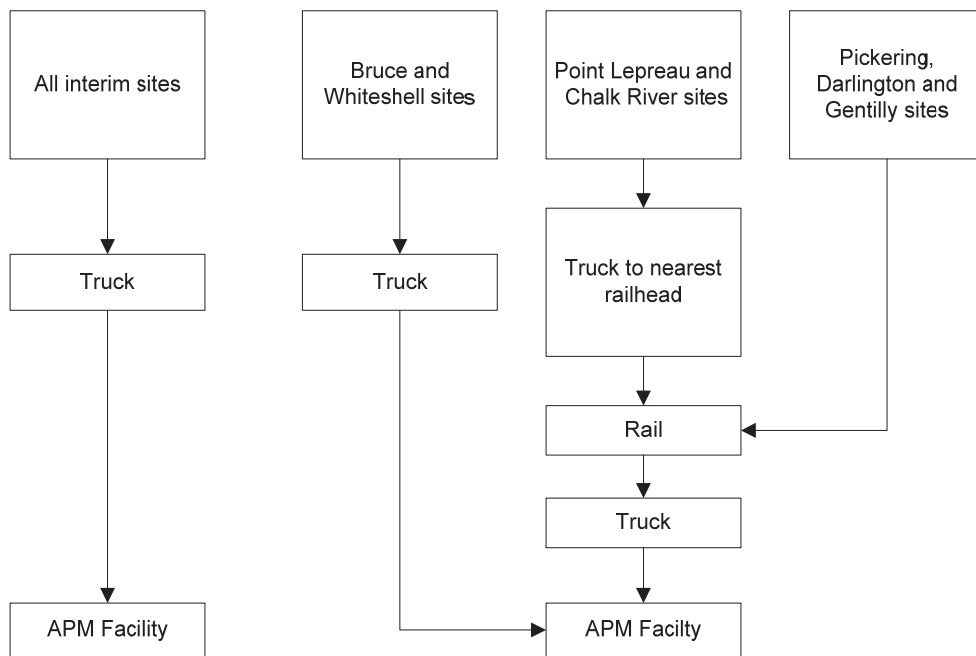 All interim sites
Truck
APM Facility
Bruce and
Whiteshell sites
Truck
Point Lepreau and
Chalk River sites
Truck to nearest
railhead
Rail
Truck
APM Facilty
Pickering,
Darlington and
Gentilly sites